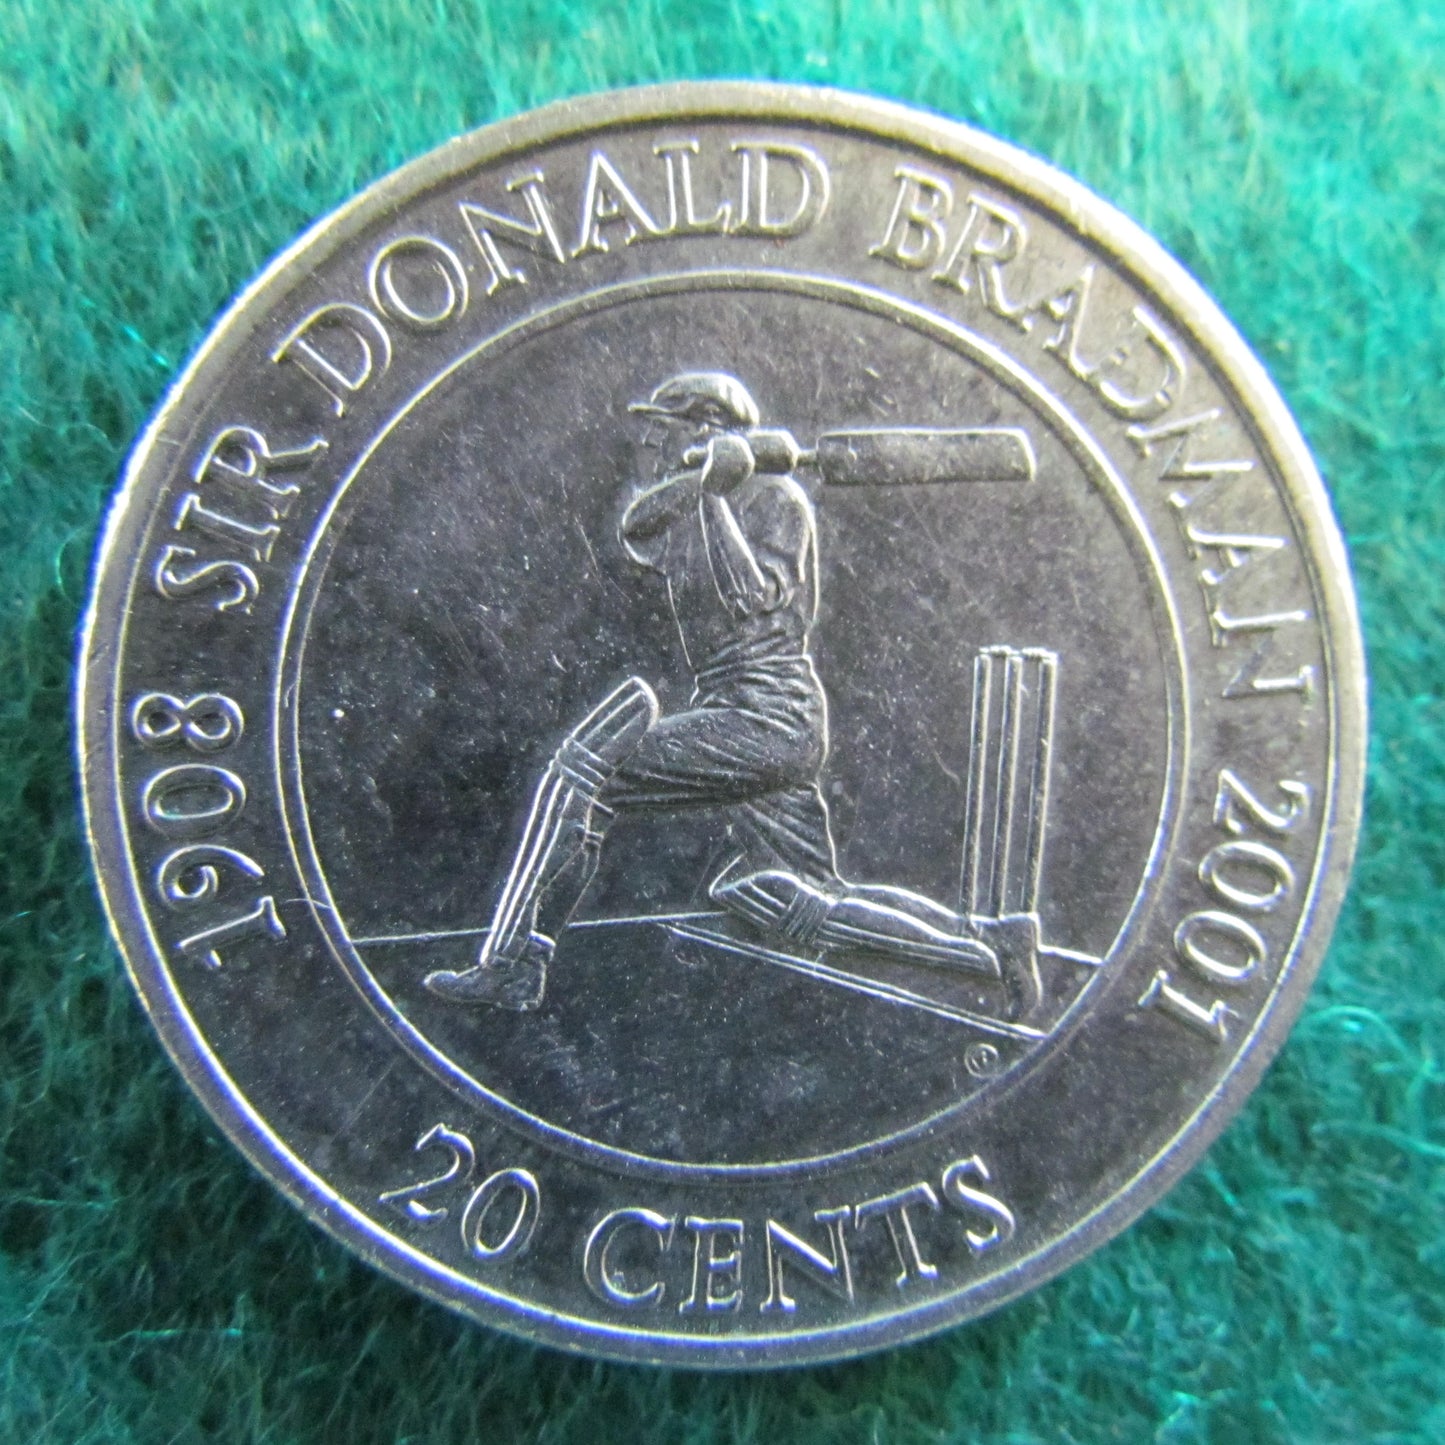 1908 SIR DONALD BRADMAN 2001
20 CENTS